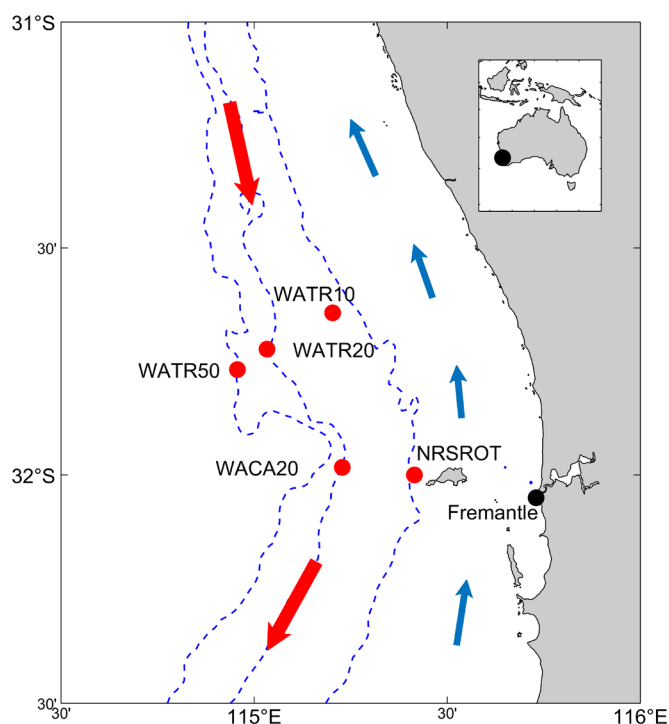 31°S
30'
WATR10
WATR20
WATR50
WACA20
NRSROT
32°S
Fremantle
30'
30'
115°E
30'
116°E